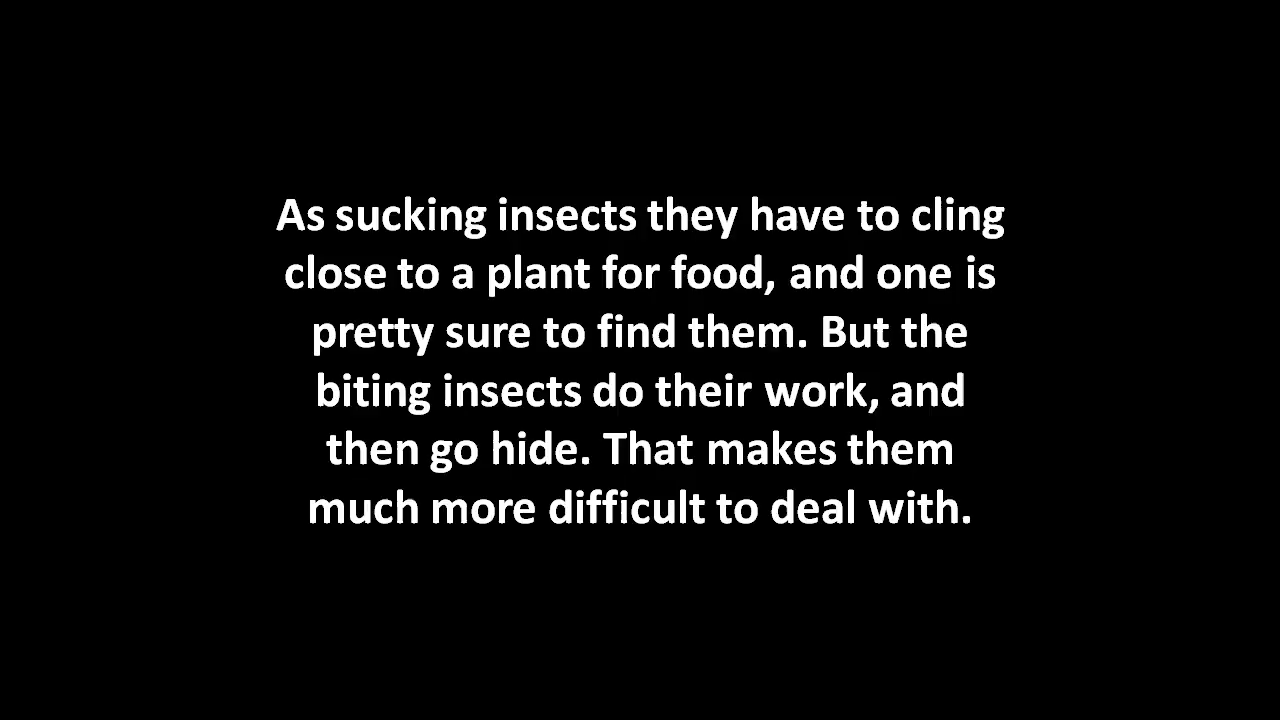 As sucking insects they have to cling
close to a plant for food, and one is
pretty sure to find them. But the
biting insects do their work, and
then go hide. That makes them
much more difficult to deal with.